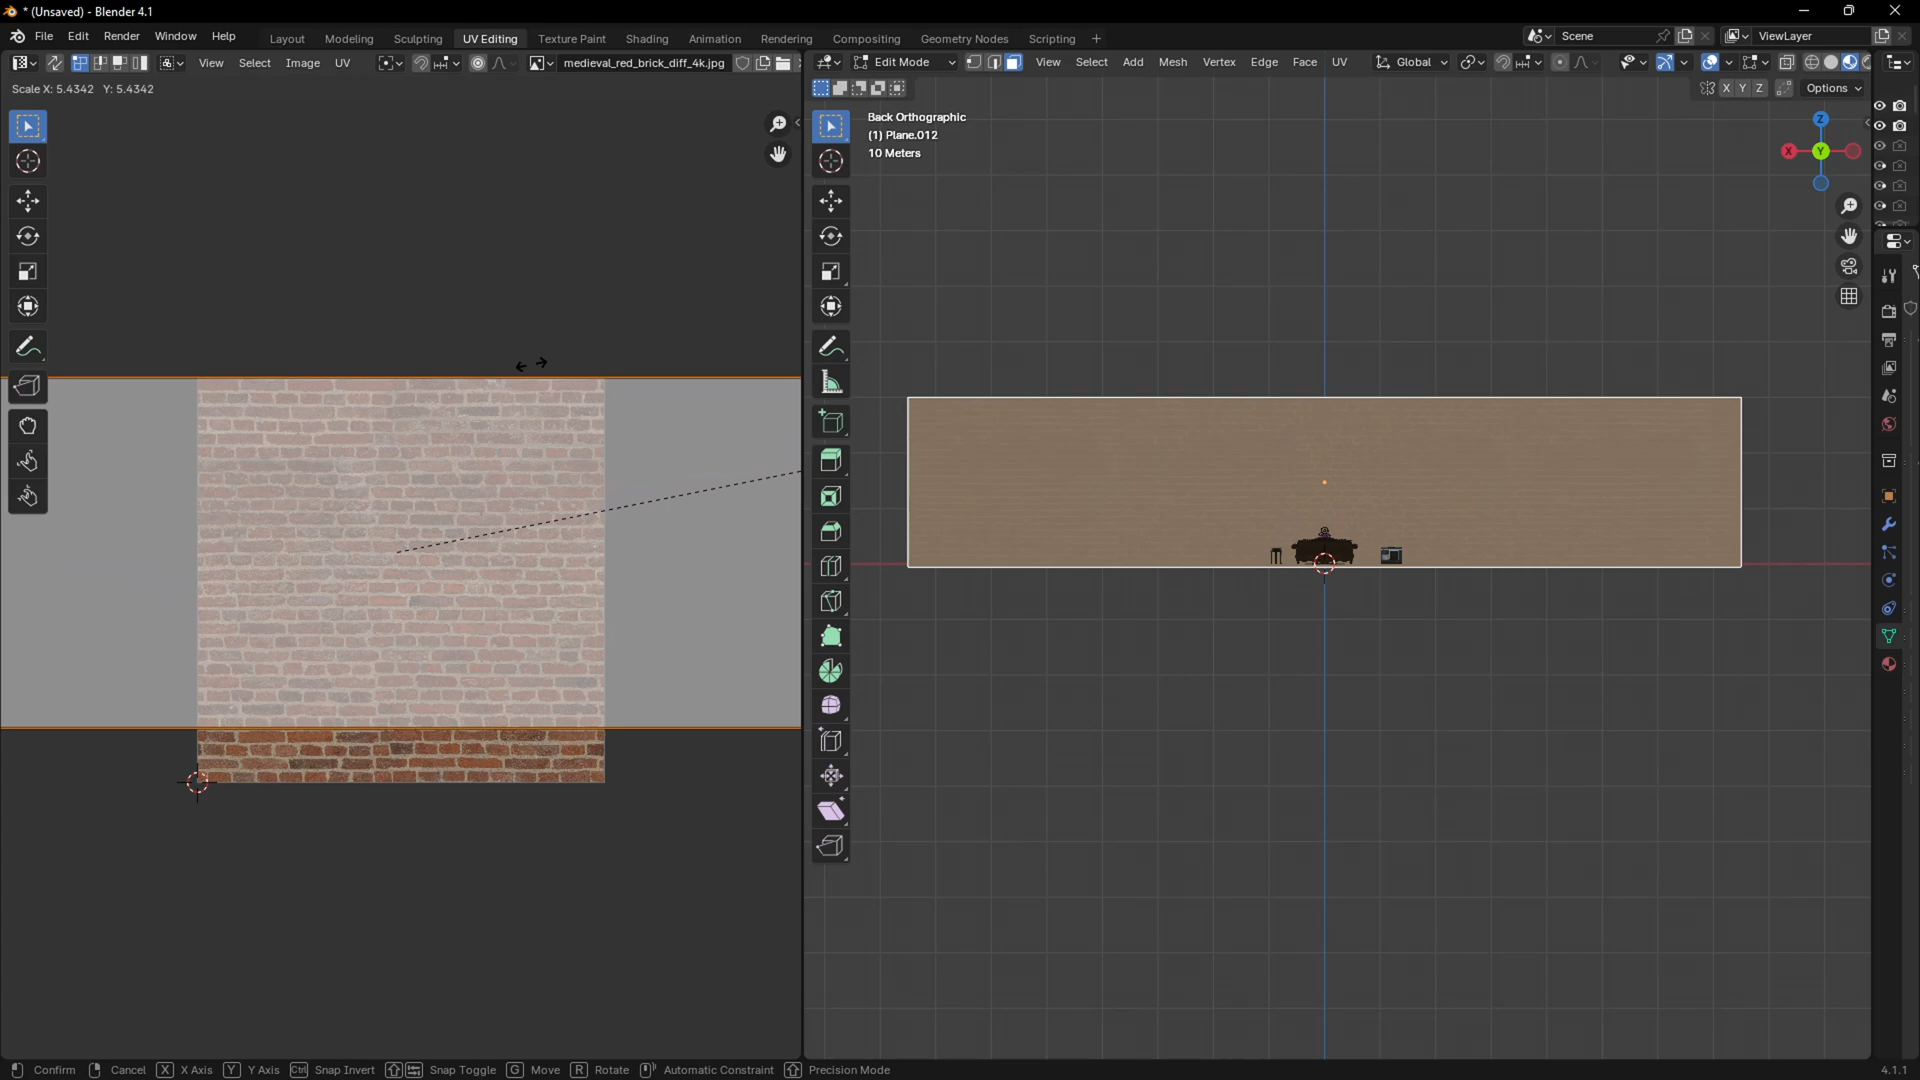 * (Unsaved) - Blender 4.1
File Edit Render Window Help
Layout Modeling Sculpting UV Editing Texture Paint Shading Animation Rendering Compositing Geometry Nodes Scripting +
Scene
ViewLayer
View Select Image UV
medieval_red_brick_diff_4k.jpg
Edit Mode
View Select Add Mesh Vertex Edge Face UV
Global
Scale X: 5.4342 Y: 5.4342
X Y Z
Options
Back Orthographic
(1) Plane.012
10 Meters
Z
X
Y
Confirm Cancel X X Axis Y Y Axis Ctrl Snap Invert Snap Toggle G Move R Rotate Automatic Constraint Precision Mode
4.1.1